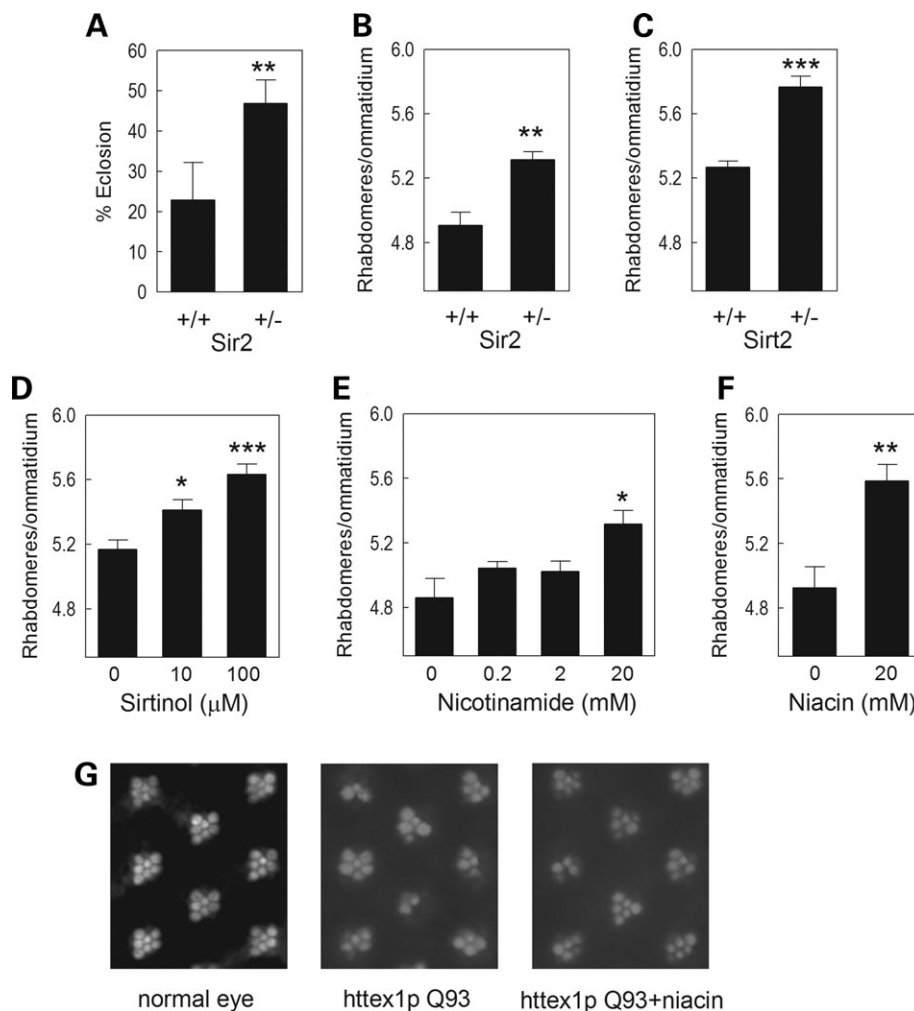 A
% Eclosion
60
50
40
30
20
10
0
**
+/+ +/-
Sir2
B
Rhabdomeres/ommatidium
6.0
5.6
5.2
4.8
**
+/+ +/-
Sir2
C
Rhabdomeres/ommatidium
6.0
5.6
5.2
4.8
***
+/+ +/-
Sirt2
D
Rhabdomeres/ommatidium
6.0
5.6
5.2
4.8
* ***
0 10 100
Sirtinol (μM)
E
Rhabdomeres/ommatidium
6.0
5.6
5.2
4.8
*
0 0.2 2 20
Nicotinamide (mM)
F
Rhabdomeres/ommatidium
6.0
5.6
5.2
4.8
**
0 20
Niacin (mM)
G
normal eye
httex1p Q93
httex1p Q93+niacin